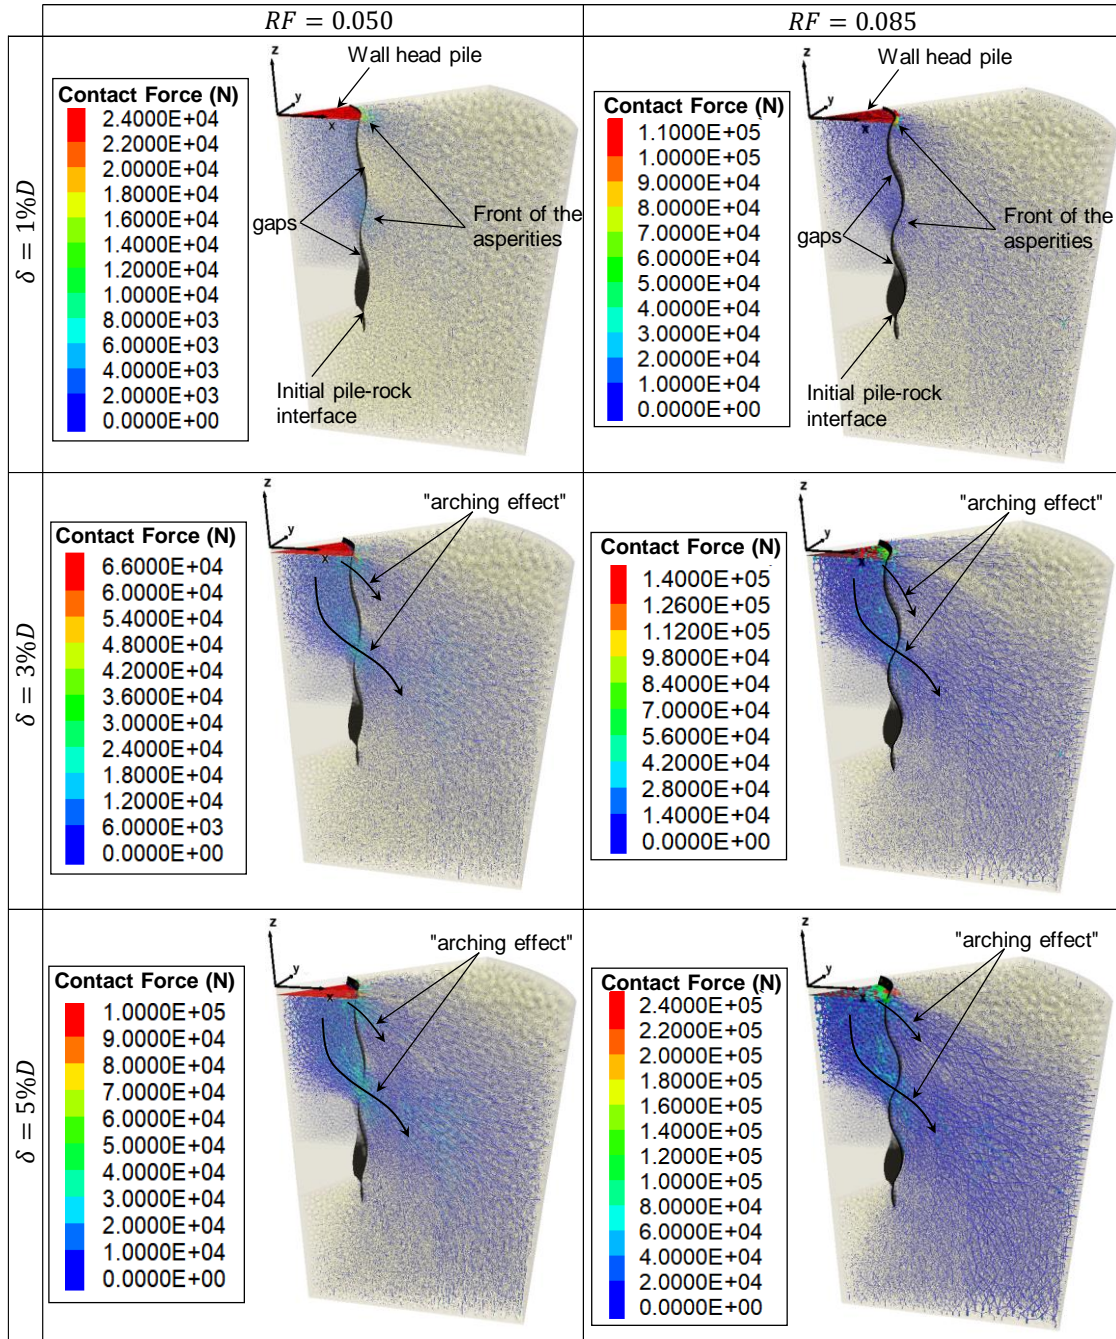 RF = 0.050
RF = 0.085
δ = 1%D
z
y
x
Wall head pile
Contact Force (N)
2.4000E+04
2.2000E+04
2.0000E+04
1.8000E+04
1.6000E+04
1.4000E+04
1.2000E+04
1.0000E+04
8.0000E+03
6.0000E+03
4.0000E+03
2.0000E+03
0.0000E+00
gaps
Front of the
asperities
Initial pile-rock
interface
z
y
x
Wall head pile
Contact Force (N)
1.1000E+05
1.0000E+05
9.0000E+04
8.0000E+04
7.0000E+04
6.0000E+04
5.0000E+04
4.0000E+04
3.0000E+04
2.0000E+04
1.0000E+04
0.0000E+00
gaps
Front of the
asperities
Initial pile-rock
interface
δ = 3%D
z
y
x
"arching effect"
Contact Force (N)
6.6000E+04
6.0000E+04
5.4000E+04
4.8000E+04
4.2000E+04
3.6000E+04
3.0000E+04
2.4000E+04
1.8000E+04
1.2000E+04
6.0000E+03
0.0000E+00
z
y
x
"arching effect"
Contact Force (N)
1.4000E+05
1.2600E+05
1.1200E+05
9.8000E+04
8.4000E+04
7.0000E+04
5.6000E+04
4.2000E+04
2.8000E+04
1.4000E+04
0.0000E+00
δ = 5%D
z
y
x
"arching effect"
Contact Force (N)
1.0000E+05
9.0000E+04
8.0000E+04
7.0000E+04
6.0000E+04
5.0000E+04
4.0000E+04
3.0000E+04
2.0000E+04
1.0000E+04
0.0000E+00
z
y
x
"arching effect"
Contact Force (N)
2.4000E+05
2.2000E+05
2.0000E+05
1.8000E+05
1.6000E+05
1.4000E+05
1.2000E+05
1.0000E+05
8.0000E+04
6.0000E+04
4.0000E+04
2.0000E+04
0.0000E+00